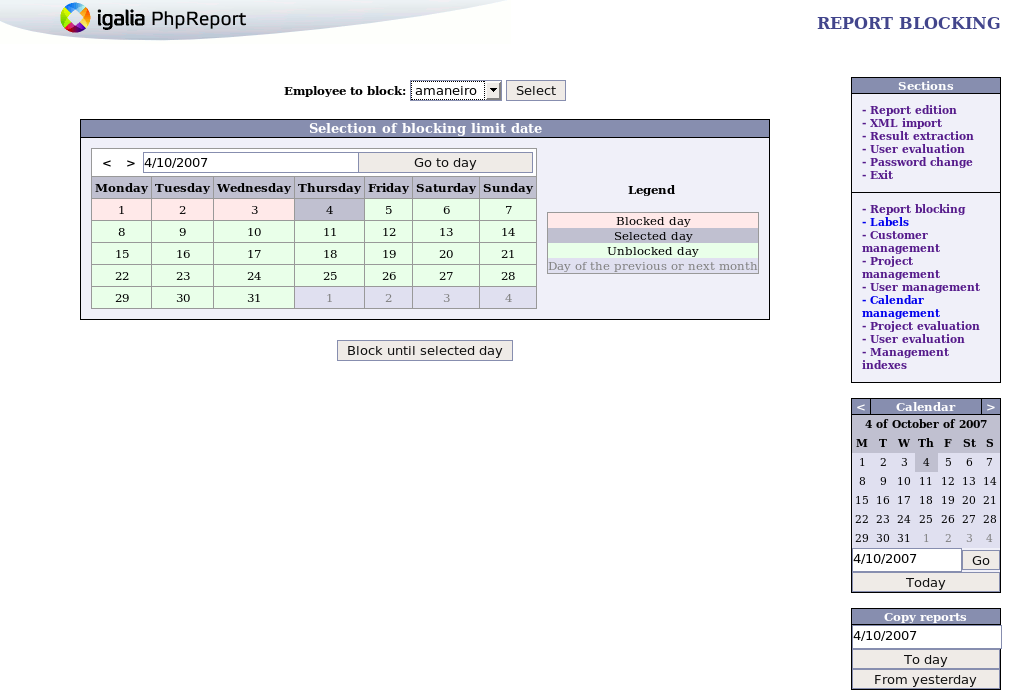 igalia PhpReport
REPORT BLOCKING
Employee to block: amaneiro Select
Selection of blocking limit date
< > 4/10/2007 Go to day
Monday Tuesday Wednesday Thursday Friday Saturday Sunday
1 2 3 4 5 6 7
8 9 10 11 12 13 14
15 16 17 18 19 20 21
22 23 24 25 26 27 28
29 30 31 1 2 3 4
Legend
Blocked day
Selected day
Unblocked day
Day of the previous or next month
Block until selected day
Sections
- Report edition
- XML import
- Result extraction
- User evaluation
- Password change
- Exit
- Report blocking
- Labels
- Customer
management
- Project
management
- User management
- Calendar
management
- Project evaluation
- User evaluation
- Management
indexes
< Calendar >
4 of October of 2007
M T W Th F St S
1 2 3 4 5 6 7
8 9 10 11 12 13 14
15 16 17 18 19 20 21
22 23 24 25 26 27 28
29 30 31 1 2 3 4
4/10/2007 Go
Today
Copy reports
4/10/2007
To day
From yesterday